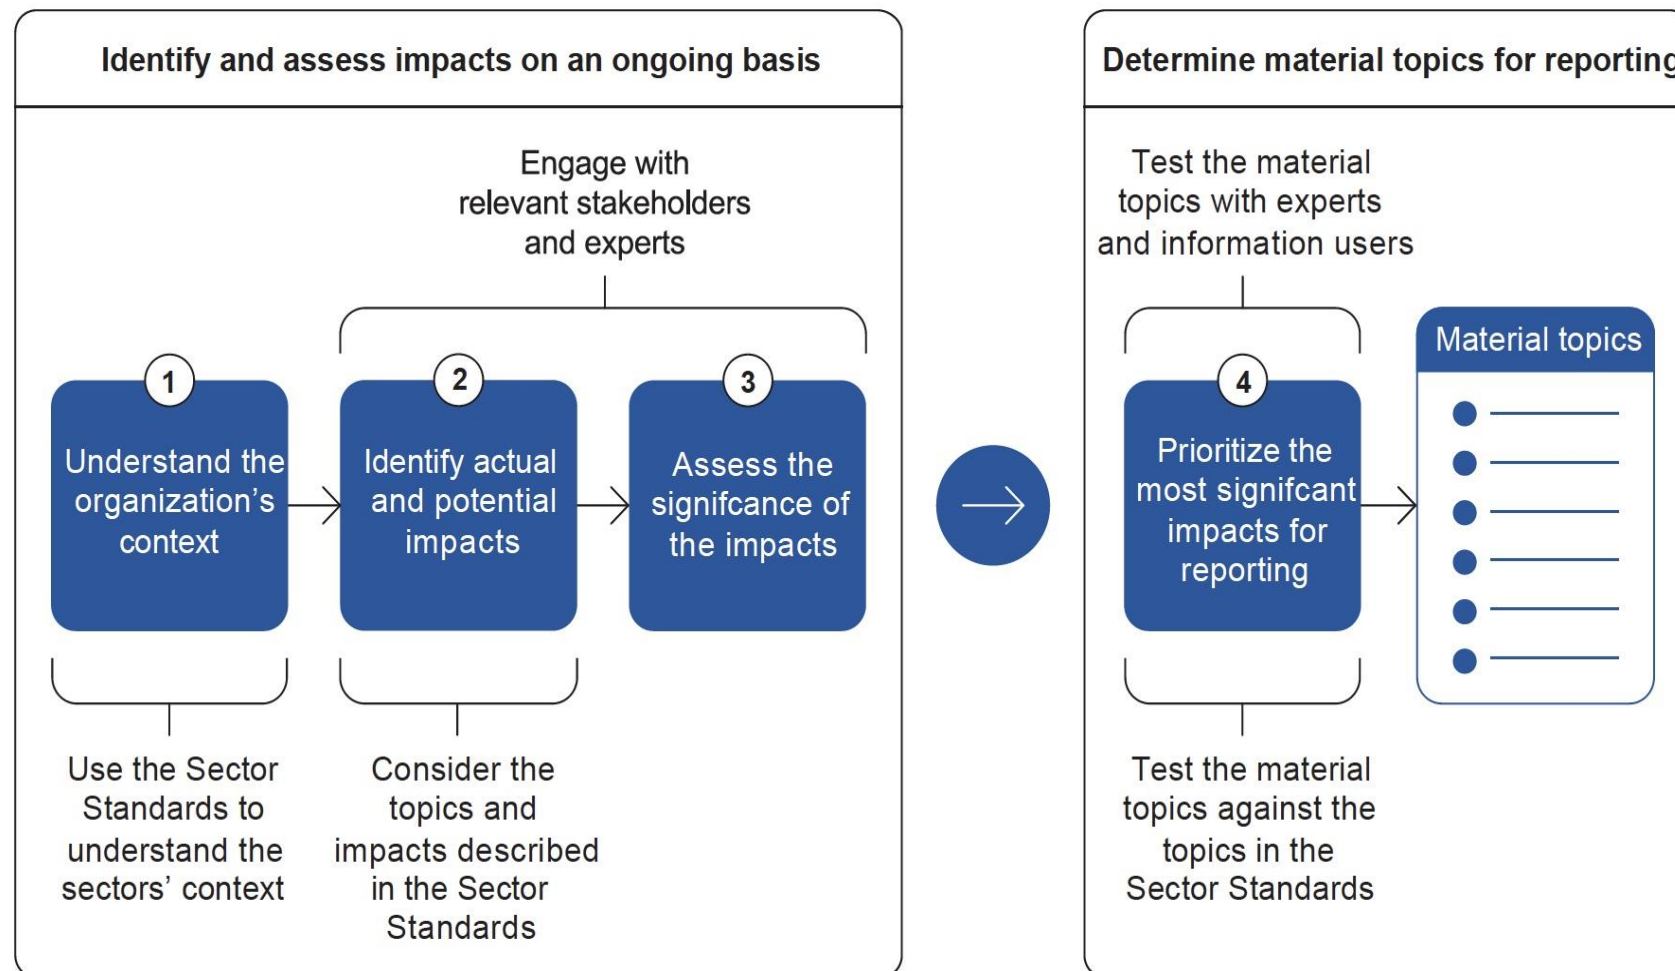 Identify and assess impacts on an ongoing basis
Engage with
relevant stakeholders
and experts
1
Understand the
organization's
context
2
Identify actual
and potential
impacts
3
Assess the
signifcance of
the impacts
Use the Sector
Standards to
understand the
sectors' context
Consider the
topics and
impacts described
in the Sector
Standards
Determine material topics for reporting
Test the material
topics with experts
and information users
4
Prioritize the
most signifcant
impacts for
reporting
Material topics
Test the material
topics against the
topics in the
Sector Standards